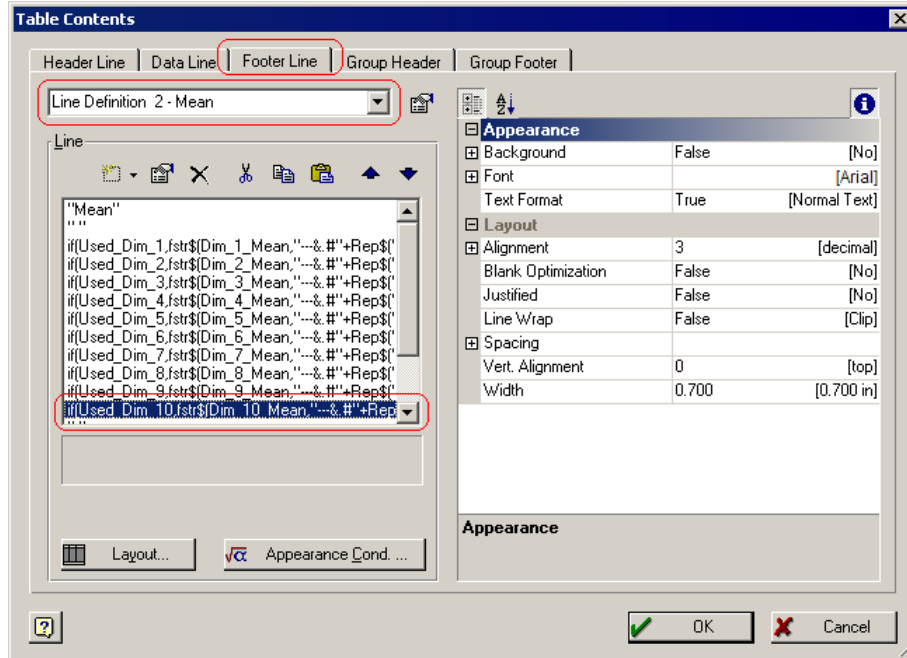 Table Contents
Header Line
Data Line
Footer Line
Group Header
Group Footer
Line Definition 2 - Mean
Line
"Mean"
" "
if(Used_Dim_1,fstr$(Dim_1_Mean,"---&.#"+Rep$("
if(Used_Dim_2,fstr$(Dim_2_Mean,"---&.#"+Rep$("
if(Used_Dim_3,fstr$(Dim_3_Mean,"---&.#"+Rep$("
if(Used_Dim_4,fstr$(Dim_4_Mean,"---&.#"+Rep$("
if(Used_Dim_5,fstr$(Dim_5_Mean,"---&.#"+Rep$("
if(Used_Dim_6,fstr$(Dim_6_Mean,"---&.#"+Rep$("
if(Used_Dim_7,fstr$(Dim_7_Mean,"---&.#"+Rep$("
if(Used_Dim_8,fstr$(Dim_8_Mean,"---&.#"+Rep$("
if(Used_Dim_9,fstr$(Dim_9_Mean,"---&.#"+Rep$("
if(Used_Dim_10,fstr$(Dim_10_Mean,"---&.#"+Rep
" "
Layout...
√α Appearance Cond. ...
Appearance
Background False [No]
Font [Arial]
Text Format True [Normal Text]
Layout
Alignment 3 [decimal]
Blank Optimization False [No]
Justified False [No]
Line Wrap False [Clip]
Spacing
Vert. Alignment 0 [top]
Width 0.700 [0.700 in]
Appearance
OK
Cancel